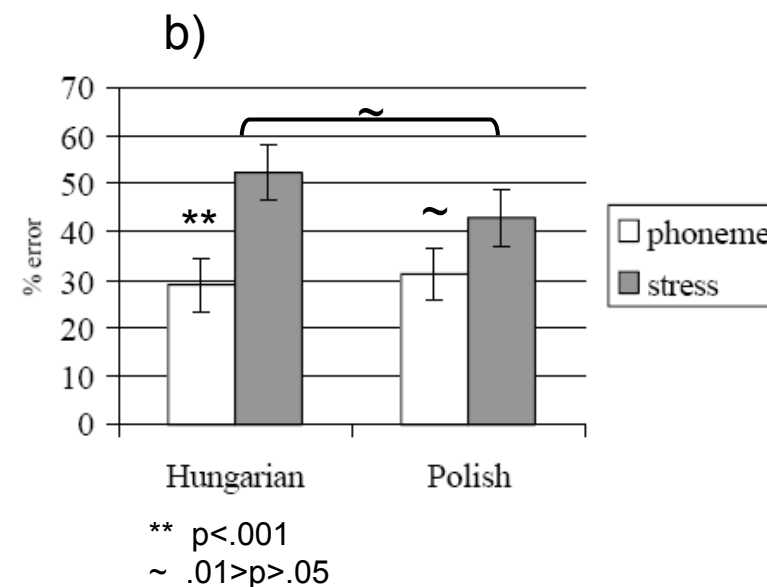 b)
~
70
60
50
40
30
20
10
0
% error
**
~
phoneme
stress
Hungarian
Polish
** p<.001
~ .01>p>.05